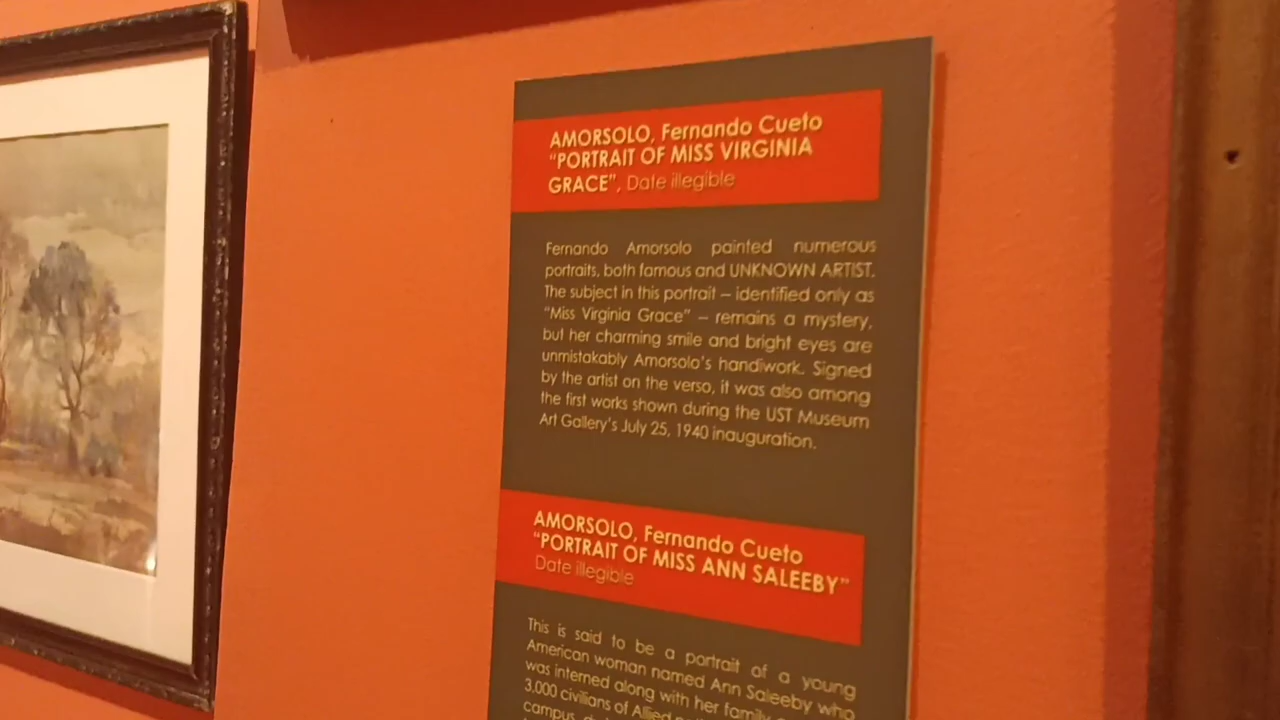 AMORSOLO, Fernando Cueto
"PORTRAIT OF MISS VIRGINIA
GRACE", Date illegible
Fernando Amorsolo painted numerous
portraits, both famous and UNKNOWN ARTIST.
The subject in this portrait – identified only as
"Miss Virginia Grace" – remains a mystery,
but her charming smile and bright eyes are
unmistakably Amorsolo's handiwork. Signed
by the artist on the verso, it was also among
the first works shown during the UST Museum
Art Gallery's July 25, 1940 inauguration.
AMORSOLO, Fernando Cueto
"PORTRAIT OF MISS ANN SALEEBY"
Date illegible
This is said to be a portrait of a young
American woman named Ann Saleeby who
was interned along with her family
3,000 civilians of Allied
campus